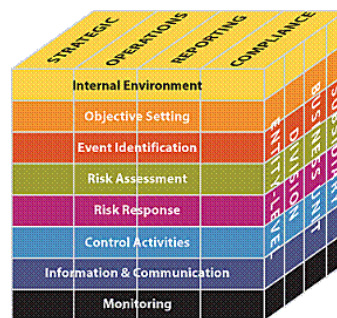 STRATEGIC
OPERATIONS
REPORTING
COMPLIANCE
Internal Environment
Objective Setting
Event Identification
Risk Assessment
Risk Response
Control Activities
Information & Communication
Monitoring
ENTITY-LEVEL
DIVISION
BUSINESS UNIT
SUBSIDIARY